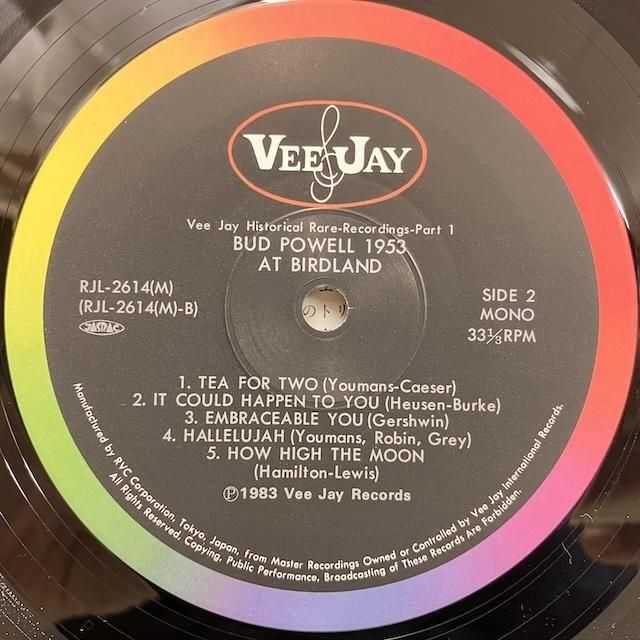 VEE JAY
Vee Jay Historical Rare-Recordings-Part 1
BUD POWELL 1953
AT BIRDLAND
RJL-2614(M)
(RJL-2614(M)-B)
JASRAC
SIDE 2
MONO
33⅓RPM
のトリ
1. TEA FOR TWO (Youmans-Caeser)
2. IT COULD HAPPEN TO YOU (Heusen-Burke)
3. EMBRACEABLE YOU (Gershwin)
4. HALLELUJAH (Youmans, Robin, Grey)
5. HOW HIGH THE MOON
(Hamilton-Lewis)
Ⓟ1983 Vee Jay Records
Manufactured by RVC Corporation, Tokyo, Japan, from Master Recordings Owned or Controlled by Vee Jay International Records.
All Rights Reserved, Copying, Public Performance, Broadcasting of These Records Are Forbidden.